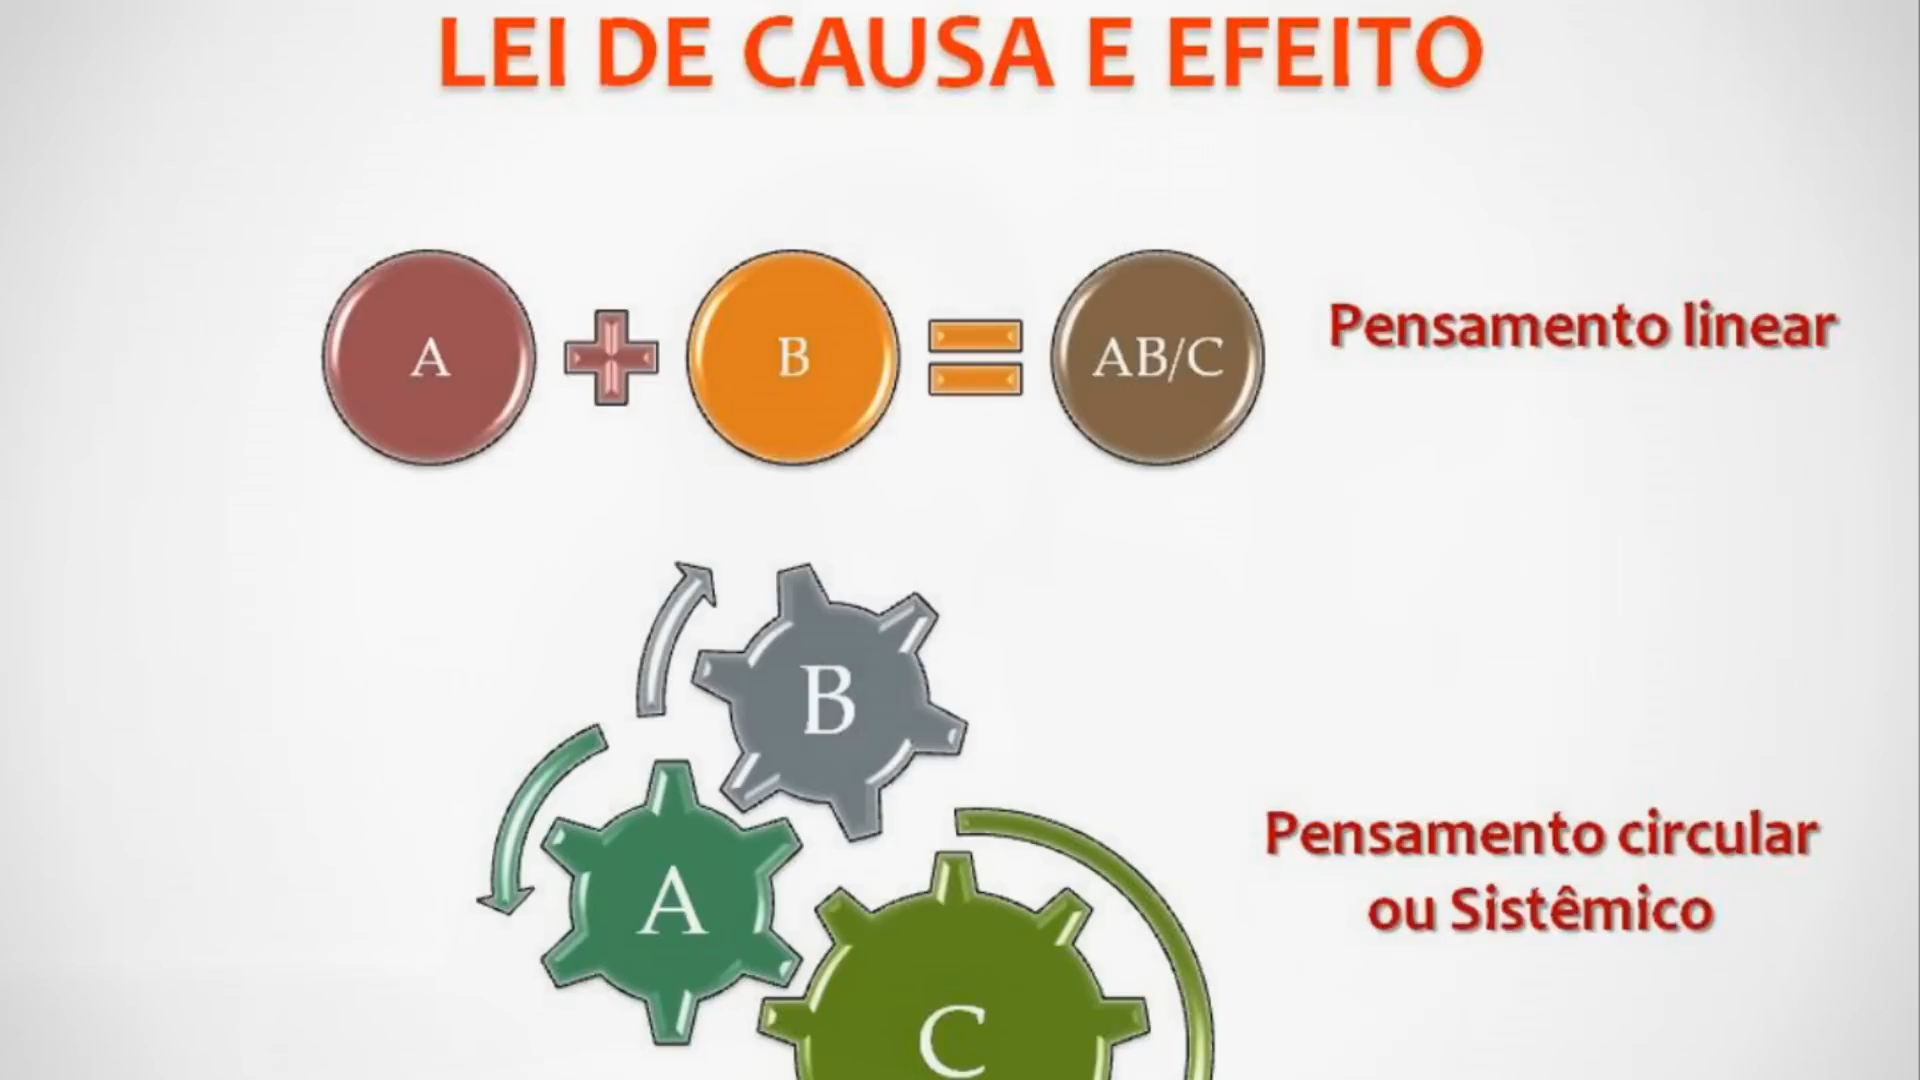 LEI DE CAUSA E EFEITO
A
B
AB/C
Pensamento linear
B
A
C
Pensamento circular
ou Sistêmico